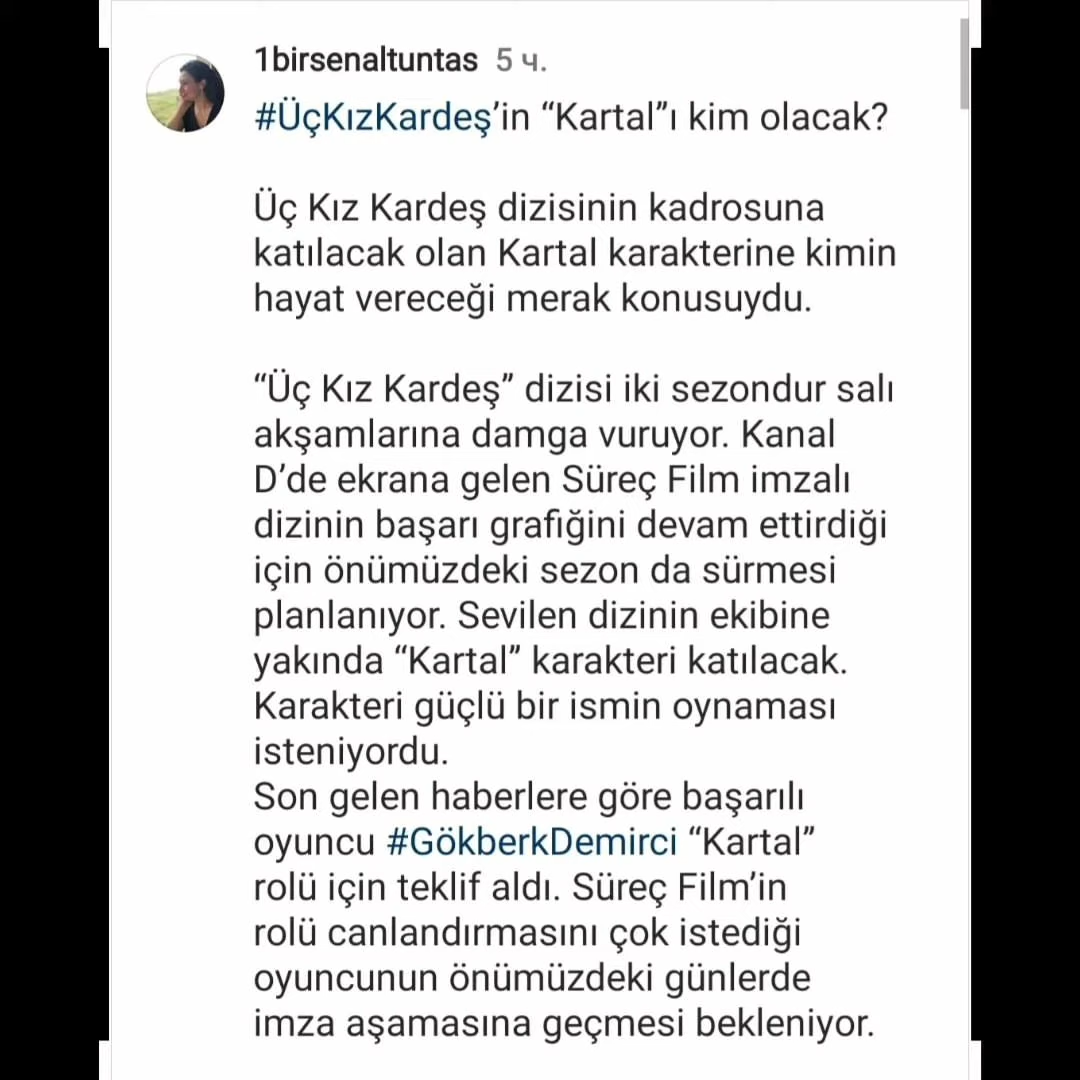 1birsenaltuntas 5 ч.
#ÜçKızKardeş’in “Kartal”ı kim olacak?
Üç Kız Kardeş dizisinin kadrosuna
katılacak olan Kartal karakterine kimin
hayat vereceği merak konusuydu.
“Üç Kız Kardeş” dizisi iki sezondur salı
akşamlarına damga vuruyor. Kanal
D’de ekrana gelen Süreç Film imzalı
dizinin başarı grafiğini devam ettirdiği
için önümüzdeki sezon da sürmesi
planlanıyor. Sevilen dizinin ekibine
yakında “Kartal” karakteri katılacak.
Karakteri güçlü bir ismin oynaması
isteniyordu.
Son gelen haberlere göre başarılı
oyuncu #GökberkDemirci “Kartal”
rolü için teklif aldı. Süreç Film’in
rolü canlandırmasını çok istediği
oyuncunun önümüzdeki günlerde
imza aşamasına geçmesi bekleniyor.